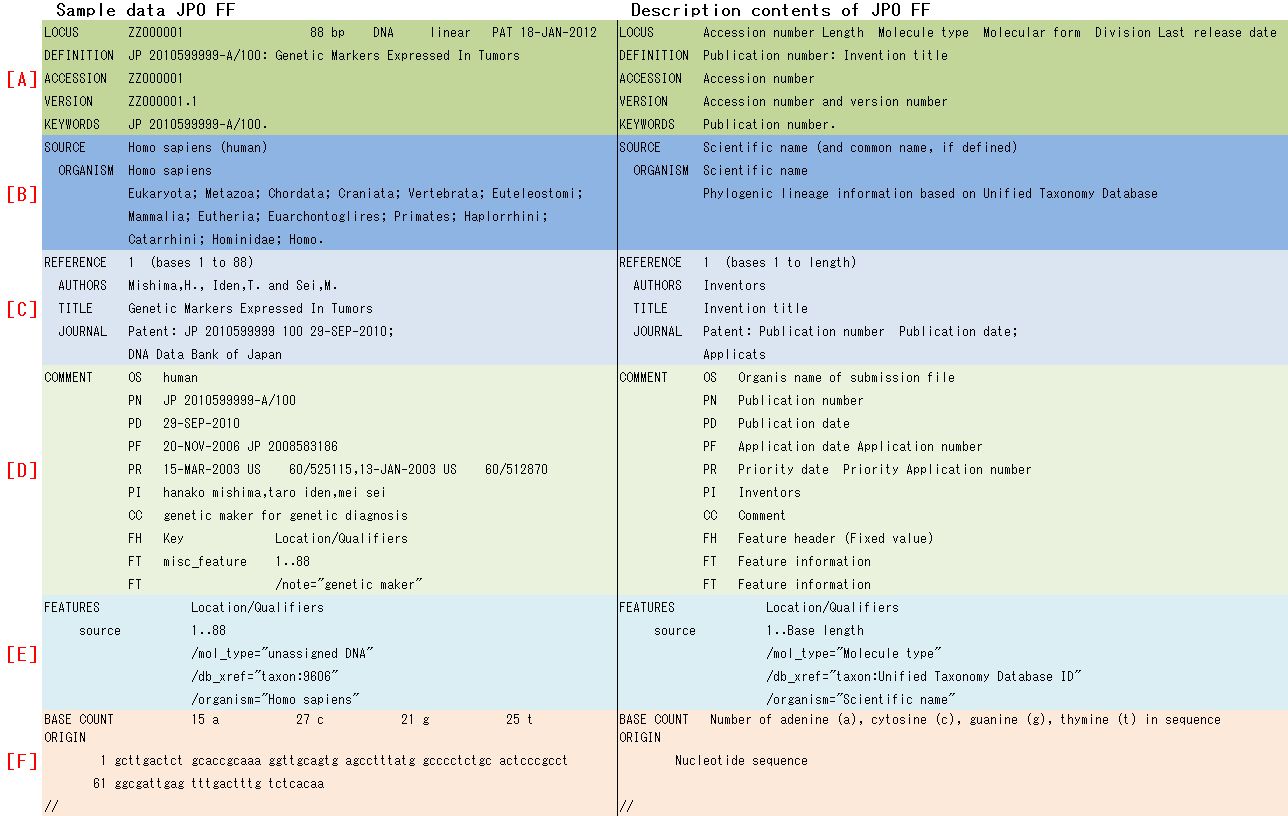 Sample data JPO FF
Description contents of JPO FF
[A]
LOCUS ZZ000001 88 bp DNA linear PAT 18-JAN-2012
DEFINITION JP 2010599999-A/100: Genetic Markers Expressed In Tumors
ACCESSION ZZ000001
VERSION ZZ000001.1
KEYWORDS JP 2010599999-A/100.
[B]
SOURCE Homo sapiens (human)
ORGANISM Homo sapiens
Eukaryota; Metazoa; Chordata; Craniata; Vertebrata; Euteleostomi;
Mammalia; Eutheria; Euarchontoglires; Primates; Haplorrhini;
Catarrhini; Hominidae; Homo.
[C]
REFERENCE 1 (bases 1 to 88)
AUTHORS Mishima,H., Iden,T. and Sei,M.
TITLE Genetic Markers Expressed In Tumors
JOURNAL Patent: JP 2010599999 100 29-SEP-2010;
DNA Data Bank of Japan
[D]
COMMENT OS human
PN JP 2010599999-A/100
PD 29-SEP-2010
PF 20-NOV-2006 JP 2008583186
PR 15-MAR-2003 US 60/525115,13-JAN-2003 US 60/512870
PI hanako mishima,taro iden,mei sei
CC genetic maker for genetic diagnosis
FH Key Location/Qualifiers
FT misc_feature 1..88
FT /note="genetic maker"
[E]
FEATURES Location/Qualifiers
source 1..88
/mol_type="unassigned DNA"
/db_xref="taxon:9606"
/organism="Homo sapiens"
[F]
BASE COUNT 15 a 27 c 21 g 25 t
ORIGIN
1 gcttgactct gcaccgcaaa ggttgcagtg agcctttatg gcccctctgc actcccgcct
61 ggcgattgag tttgactttg tctcacaa
//
LOCUS Accession number Length Molecule type Molecular form Division Last release date
DEFINITION Publication number: Invention title
ACCESSION Accession number
VERSION Accession number and version number
KEYWORDS Publication number.
SOURCE Scientific name (and common name, if defined)
ORGANISM Scientific name
Phylogenic lineage information based on Unified Taxonomy Database
REFERENCE 1 (bases 1 to length)
AUTHORS Inventors
TITLE Invention title
JOURNAL Patent: Publication number Publication date;
Applicats
COMMENT OS Organis name of submission file
PN Publication number
PD Publication date
PF Application date Application number
PR Priority date Priority Application number
PI Inventors
CC Comment
FH Feature header (Fixed value)
FT Feature information
FT Feature information
FEATURES Location/Qualifiers
source 1..Base length
/mol_type="Molecule type"
/db_xref="taxon:Unified Taxonomy Database ID"
/organism="Scientific name"
BASE COUNT Number of adenine (a), cytosine (c), guanine (g), thymine (t) in sequence
ORIGIN
Nucleotide sequence
//